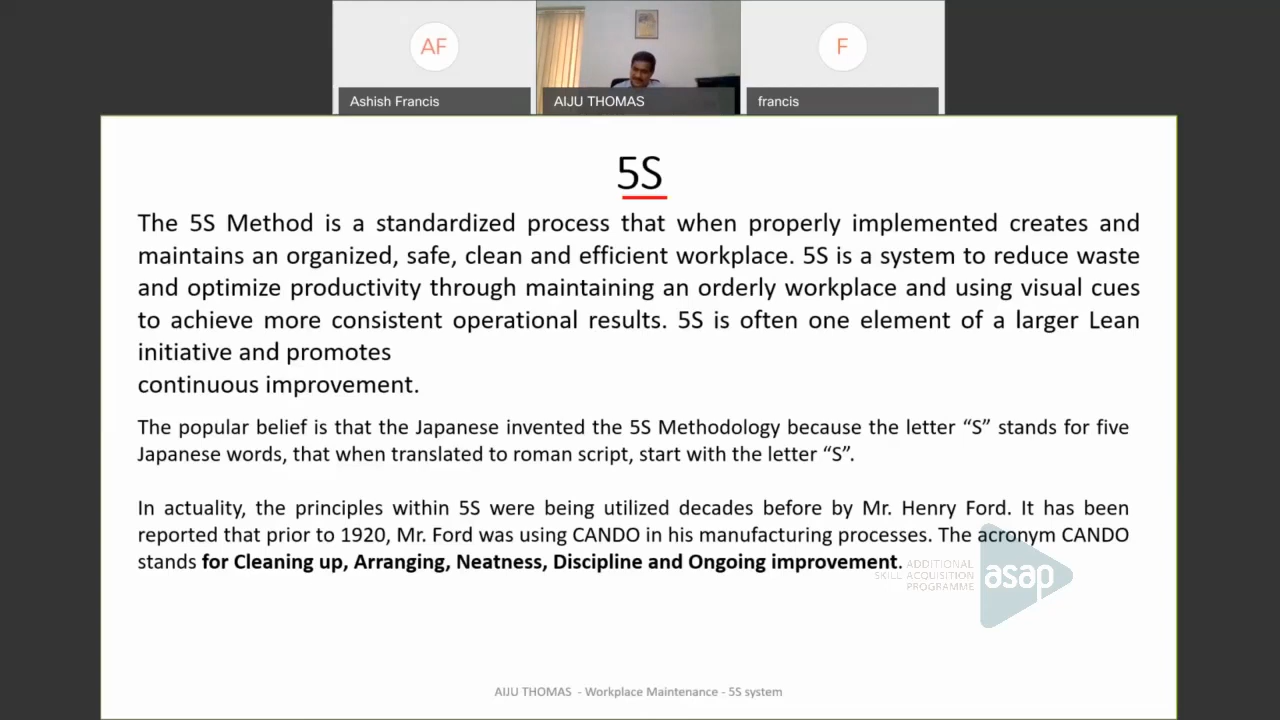 AF
F
Ashish Francis
AIJU THOMAS
francis
5S
The 5S Method is a standardized process that when properly implemented creates and
maintains an organized, safe, clean and efficient workplace. 5S is a system to reduce waste
and optimize productivity through maintaining an orderly workplace and using visual cues
to achieve more consistent operational results. 5S is often one element of a larger Lean
initiative and promotes
continuous improvement.
The popular belief is that the Japanese invented the 5S Methodology because the letter “S” stands for five
Japanese words, that when translated to roman script, start with the letter “S”.
In actuality, the principles within 5S were being utilized decades before by Mr. Henry Ford. It has been
reported that prior to 1920, Mr. Ford was using CANDO in his manufacturing processes. The acronym CANDO
stands for Cleaning up, Arranging, Neatness, Discipline and Ongoing improvement.
ADDITIONAL
SKILL ACQUISITION
PROGRAMME
asap
AIJU THOMAS - Workplace Maintenance - 5S system